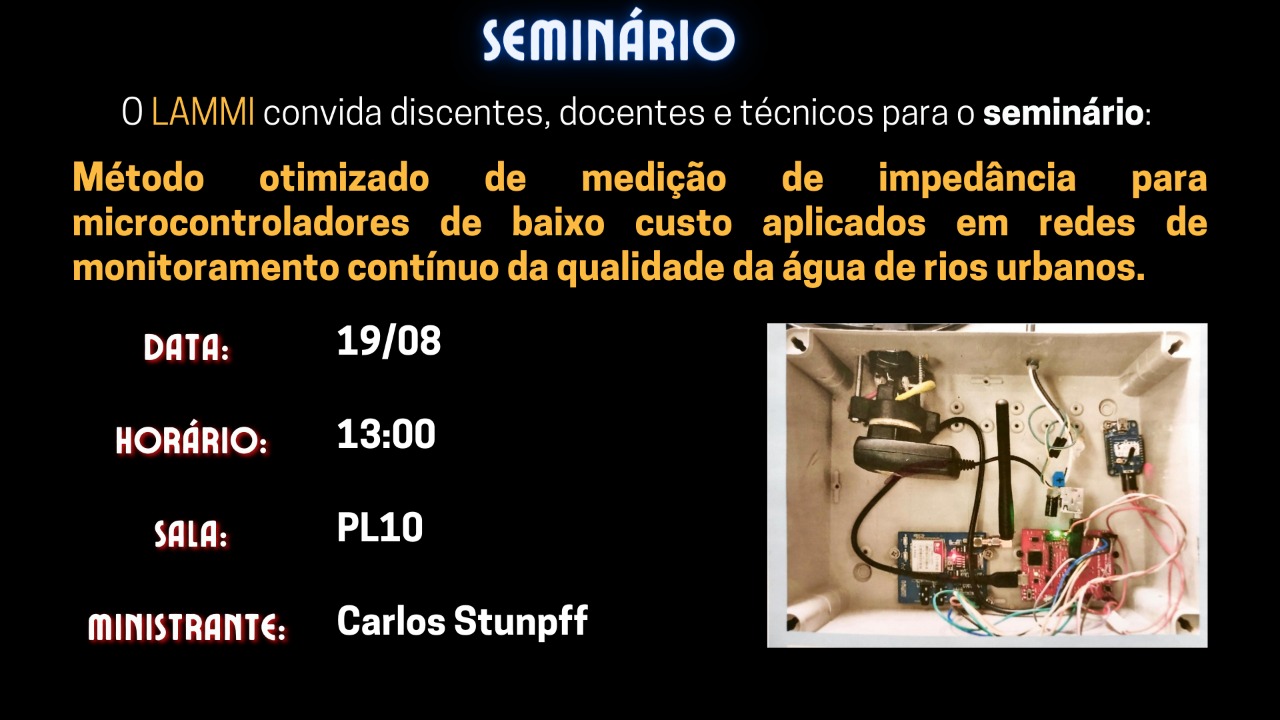 SEMINÁRIO
O LAMMI convida discentes, docentes e técnicos para o seminário:
Método otimizado de medição de impedância para
microcontroladores de baixo custo aplicados em redes de
monitoramento contínuo da qualidade da água de rios urbanos.
DATA: 19/08
HORÁRIO: 13:00
SALA: PL10
MINISTRANTE: Carlos Stunpff